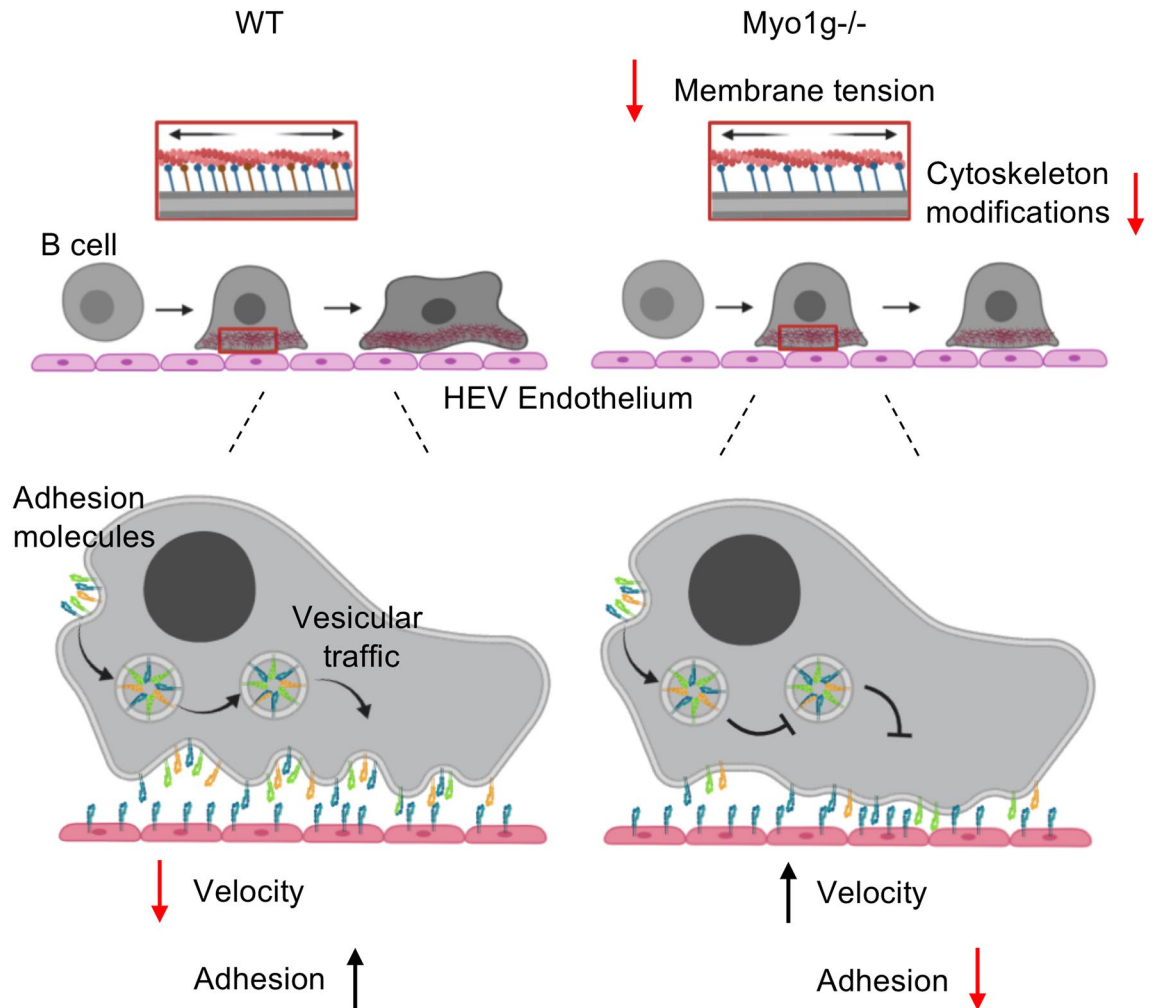 WT
Myo1g-/-
Membrane tension
Cytoskeleton
modifications
B cell
HEV Endothelium
Adhesion
molecules
Vesicular
traffic
Velocity
Velocity
Adhesion
Adhesion